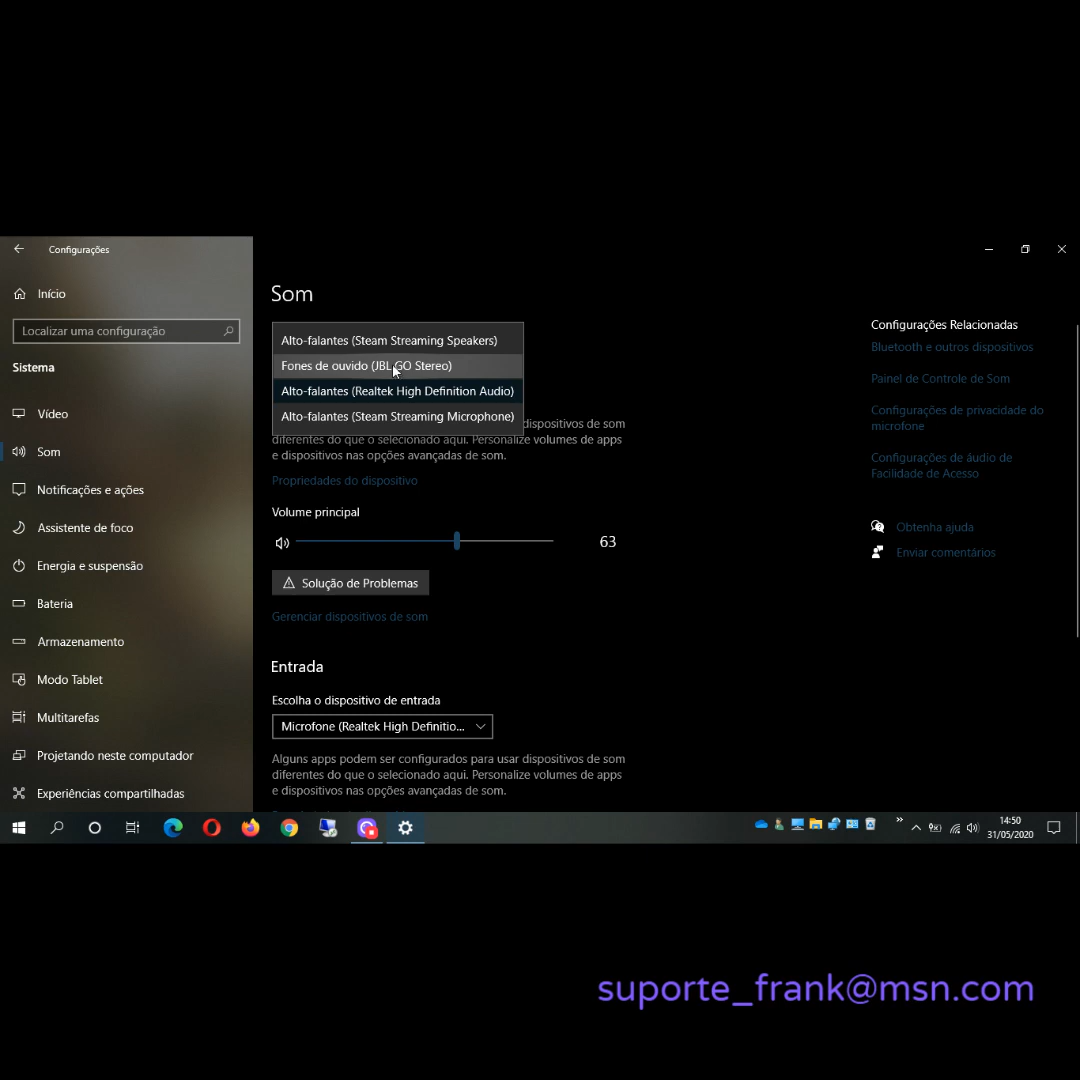 Configurações
Início
Localizar uma configuração
Sistema
Vídeo
Som
Notificações e ações
Assistente de foco
Energia e suspensão
Bateria
Armazenamento
Modo Tablet
Multitarefas
Projetando neste computador
Experiências compartilhadas
Som
Alto-falantes (Steam Streaming Speakers)
Fones de ouvido (JBL GO Stereo)
Alto-falantes (Realtek High Definition Audio)
Alto-falantes (Steam Streaming Microphone)
dispositivos de som
diferentes do que o selecionado aqui. Personalize volumes de apps
e dispositivos nas opções avançadas de som.
Propriedades do dispositivo
Volume principal
63
Solução de Problemas
Gerenciar dispositivos de som
Entrada
Escolha o dispositivo de entrada
Microfone (Realtek High Definitio...
Alguns apps podem ser configurados para usar dispositivos de som
diferentes do que o selecionado aqui. Personalize volumes de apps
e dispositivos nas opções avançadas de som.
Configurações Relacionadas
Bluetooth e outros dispositivos
Painel de Controle de Som
Configurações de privacidade do
microfone
Configurações de áudio de
Facilidade de Acesso
Obtenha ajuda
Enviar comentários
14:50
31/05/2020
suporte_frank@msn.com